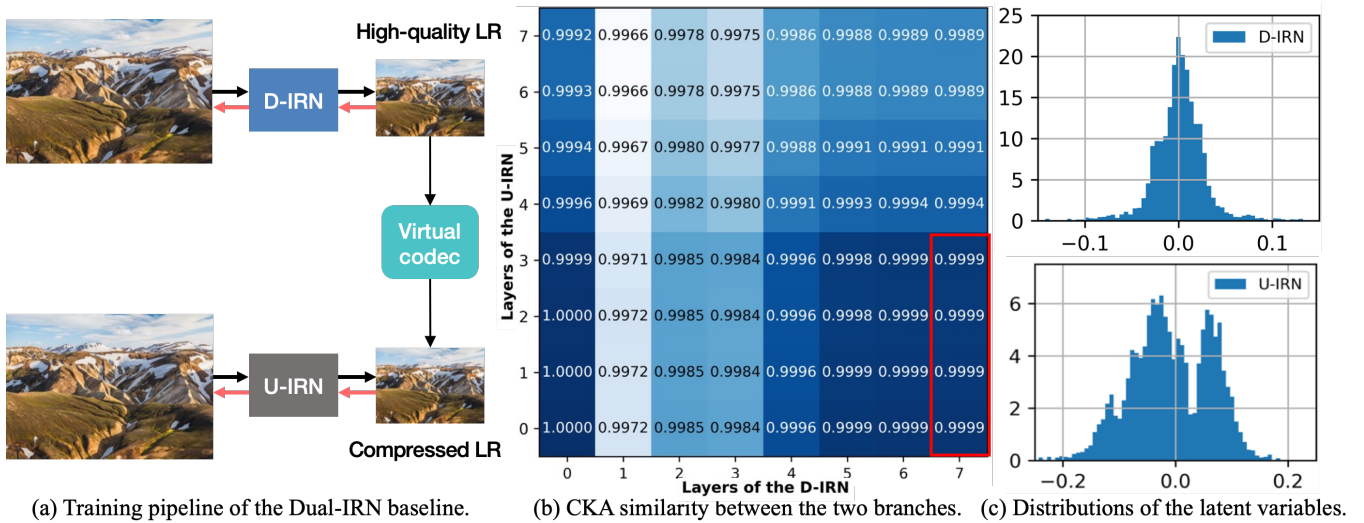 High-quality LR
D-IRN
Virtual
codec
U-IRN
Compressed LR
(a) Training pipeline of the Dual-IRN baseline.
Layers of the U-IRN
7 0.9992 0.9966 0.9978 0.9975 0.9986 0.9988 0.9989 0.9989
6 0.9993 0.9966 0.9978 0.9975 0.9986 0.9988 0.9989 0.9989
5 0.9994 0.9967 0.9980 0.9977 0.9988 0.9991 0.9991 0.9991
4 0.9996 0.9969 0.9982 0.9980 0.9991 0.9993 0.9994 0.9994
3 0.9999 0.9971 0.9985 0.9984 0.9996 0.9998 0.9999 0.9999
2 1.0000 0.9972 0.9985 0.9984 0.9996 0.9998 0.9999 0.9999
1 1.0000 0.9972 0.9985 0.9984 0.9996 0.9999 0.9999 0.9999
0 1.0000 0.9972 0.9985 0.9984 0.9996 0.9999 0.9999 0.9999
0 1 2 3 4 5 6 7
Layers of the D-IRN
(b) CKA similarity between the two branches.
25
20
15
10
5
0
−0.1 0.0 0.1
D-IRN
6
4
2
0
−0.2 0.0 0.2
U-IRN
(c) Distributions of the latent variables.